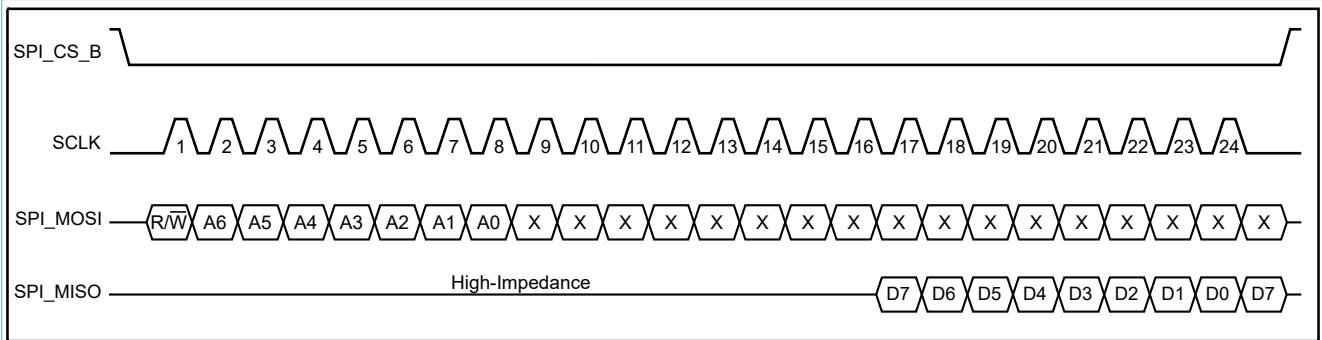 SPI_CS_B
SCLK 1 2 3 4 5 6 7 8 9 10 11 12 13 14 15 16 17 18 19 20 21 22 23 24
SPI_MOSI R/W̅ A6 A5 A4 A3 A2 A1 A0 X X X X X X X X X X X X X X X X X
SPI_MISO High-Impedance D7 D6 D5 D4 D3 D2 D1 D0 D7